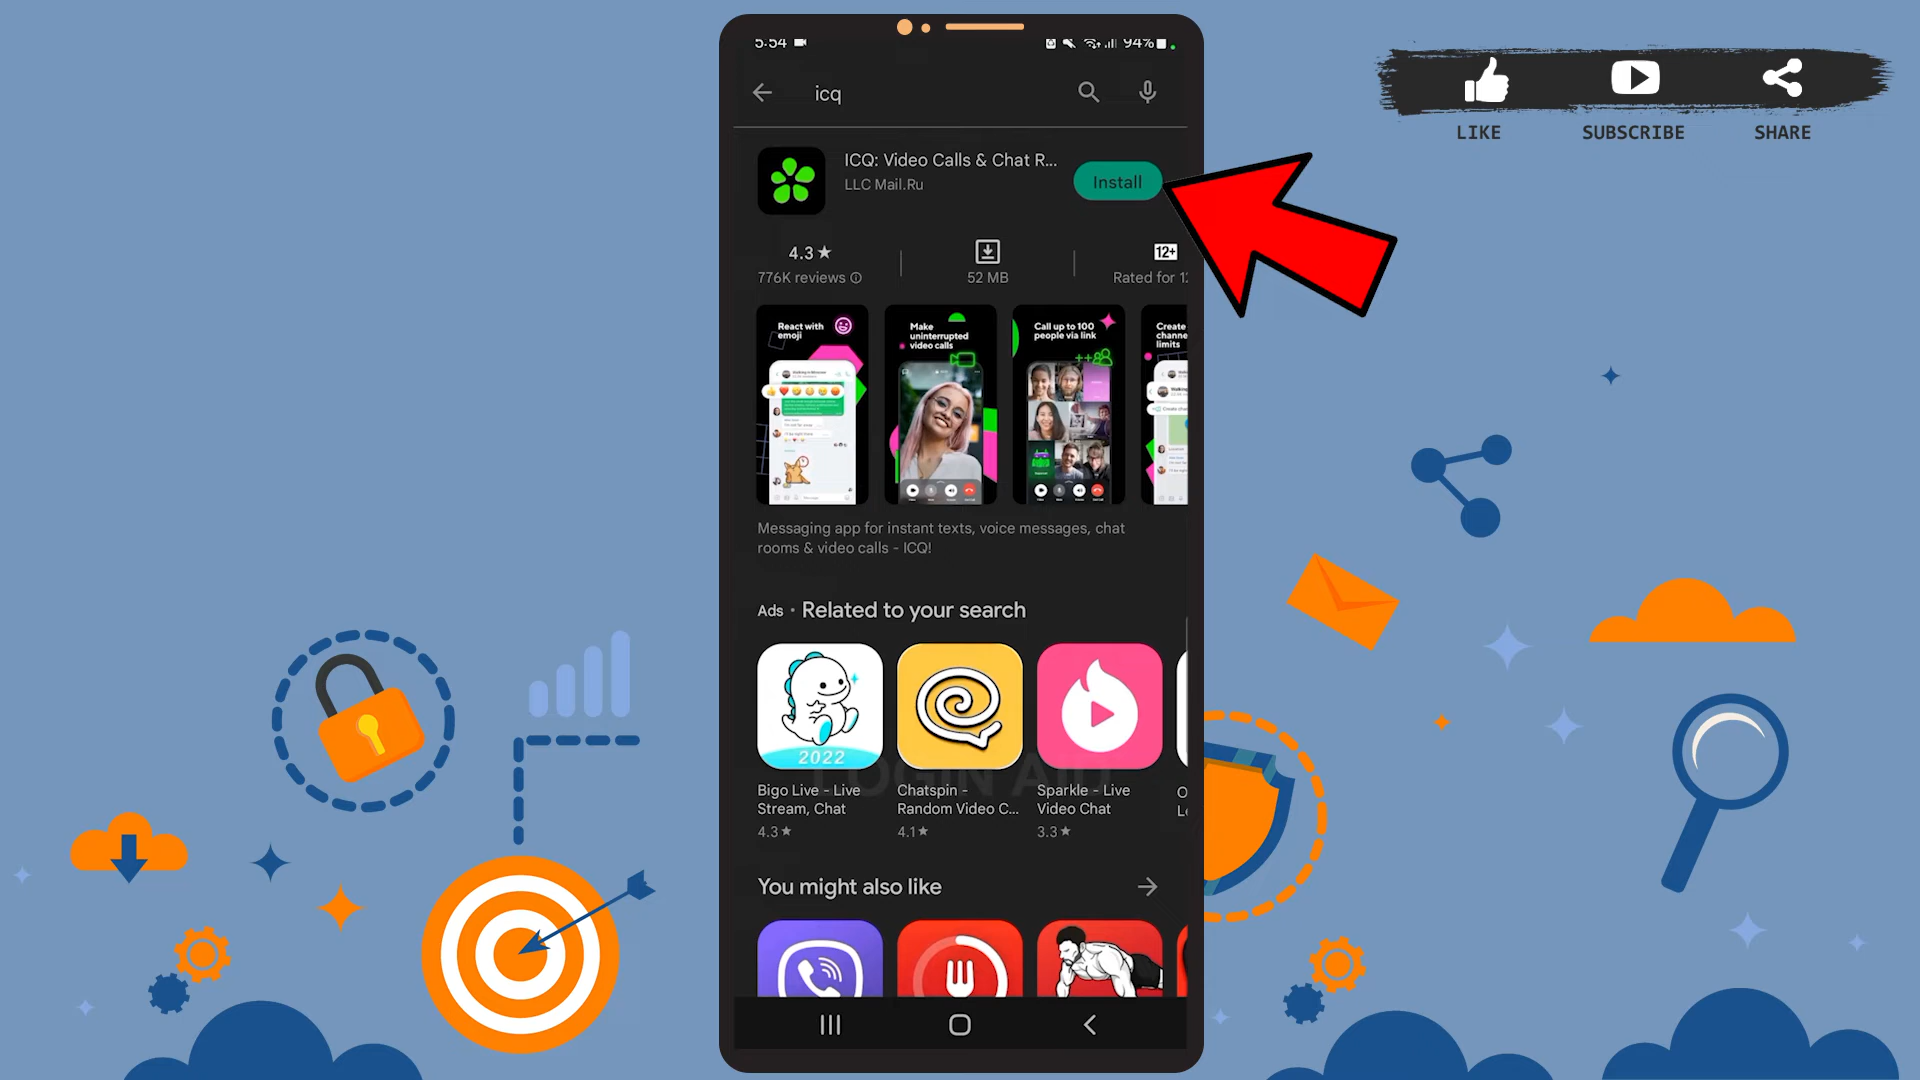 5:54
94%
LIKE
SUBSCRIBE
SHARE
icq
ICQ: Video Calls & Chat R...
LLC Mail.Ru
Install
4.3★
776K reviews
52 MB
12+
Rated for 12
React with
emoji
Make
uninterrupted
video calls
Call up to 100
people via link
Create
channe
limits
Messaging app for instant texts, voice messages, chat
rooms & video calls - ICQ!
Ads · Related to your search
2022
LOGIN AID
Bigo Live - Live
Stream, Chat
4.3★
Chatspin -
Random Video C...
4.1★
Sparkle - Live
Video Chat
3.3★
You might also like